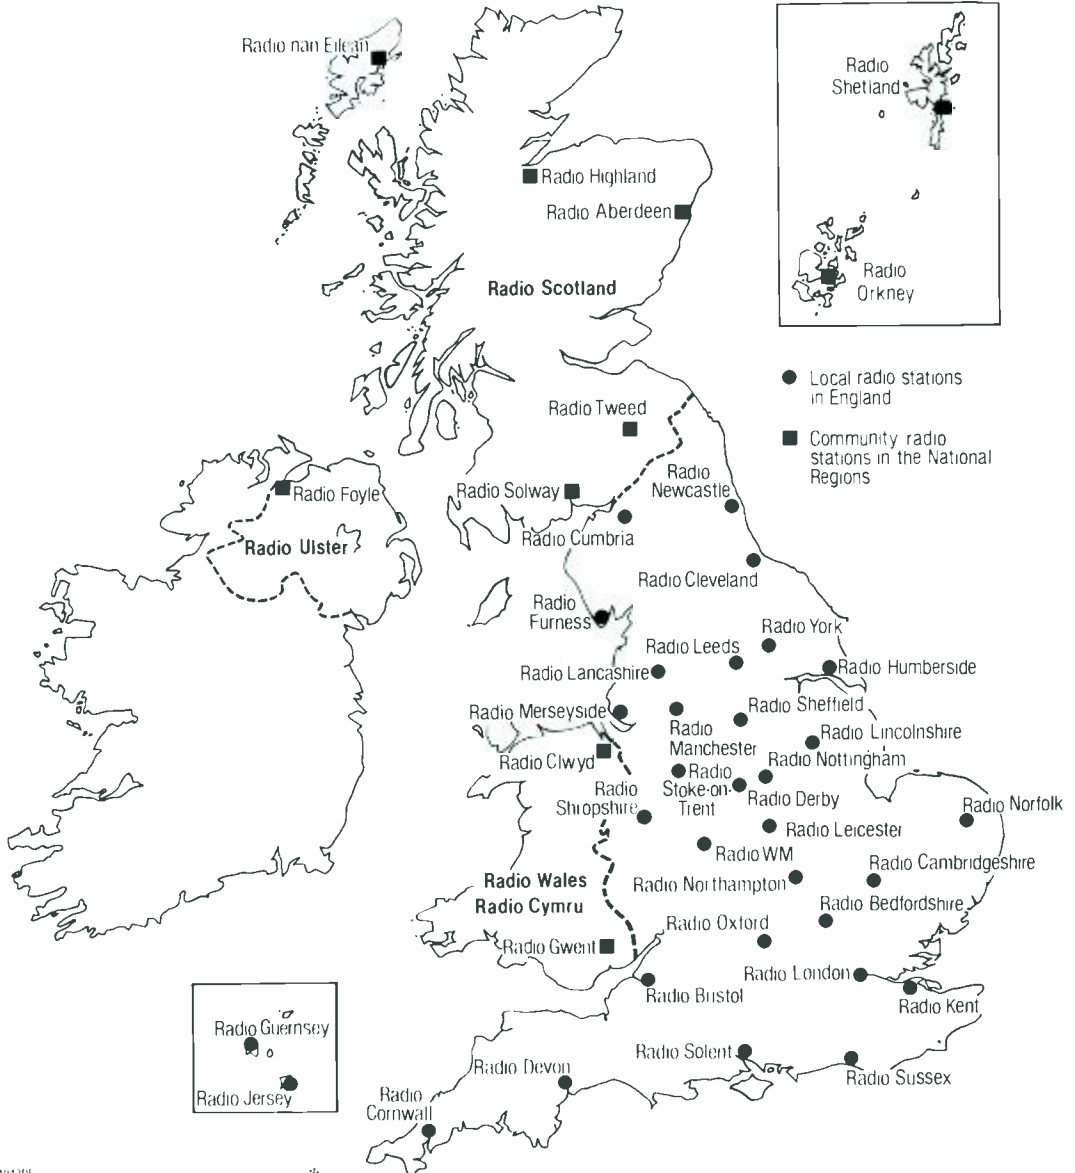 Radio nan Eilean
Radio
Shetland
Radio Highland
Radio Aberdeen
Radio Scotland
Radio
Orkney
Local radio stations
in England
Community radio
stations in the National
Regions
Radio Tweed
Radio
Newcastle
Radio Solway
Radio Foyle
Radio Ulster
Radio Cumbria
Radio Cleveland
Radio
Furness
Radio York
Radio Leeds
Radio Lancashire
Radio Humberside
Radio Merseyside
Radio Sheffield
Radio
Manchester
Radio Lincolnshire
Radio Clwyd
Radio Nottingham
Radio
Stoke-on-
Trent
Radio
Shropshire
Radio Derby
Radio Norfolk
Radio Leicester
Radio WM
Radio Cambridgeshire
Radio Wales
Radio Cymru
Radio Northampton
Radio Bedfordshire
Radio Oxford
Radio Gwent
Radio London
Radio Bristol
Radio Kent
Radio Guernsey
Radio Jersey
Radio Solent
Radio Devon
Radio Sussex
Radio
Cornwall